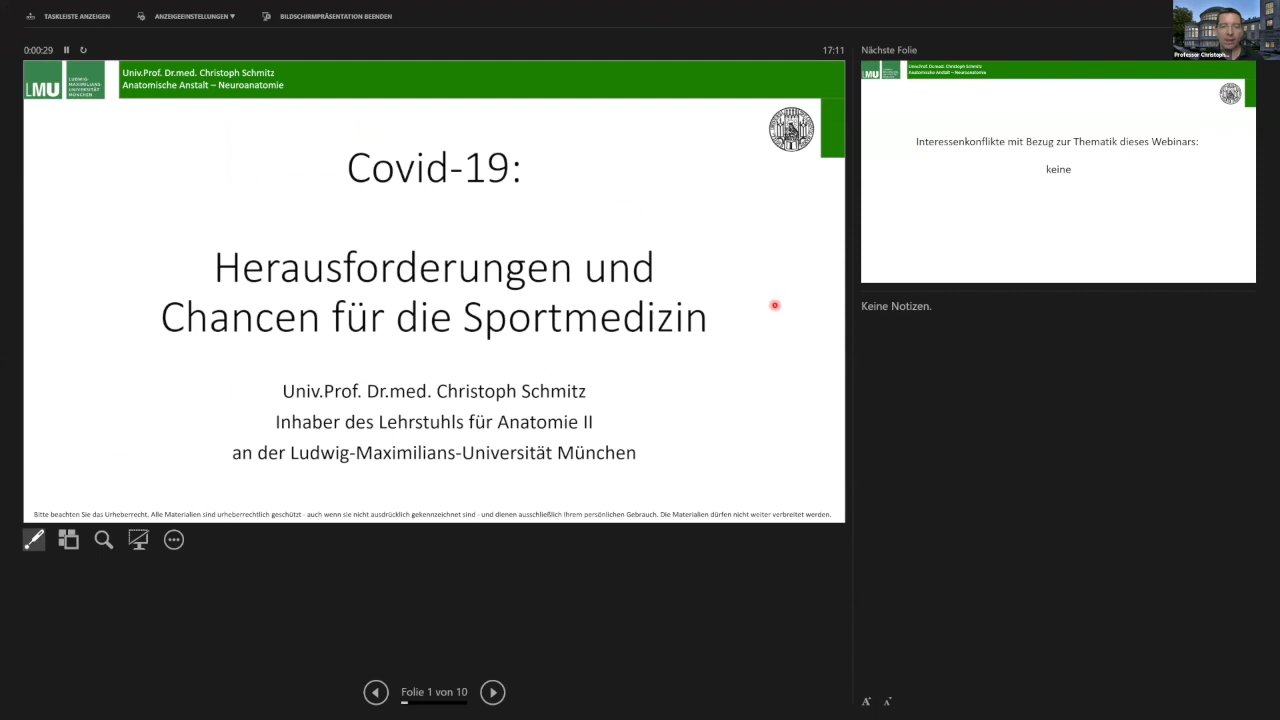 TASKLEISTE ANZEIGEN
ANZEIGEEINSTELLUNGEN ▼
BILDSCHIRMPRÄSENTATION BEENDEN
Professor Christoph...
0:00:29
17:11
LMU
LUDWIG-
MAXIMILIANS-
UNIVERSITÄT
MÜNCHEN
Univ.Prof. Dr.med. Christoph Schmitz
Anatomische Anstalt – Neuroanatomie
Covid-19:
Herausforderungen und
Chancen für die Sportmedizin
Univ.Prof. Dr.med. Christoph Schmitz
Inhaber des Lehrstuhls für Anatomie II
an der Ludwig-Maximilians-Universität München
Bitte beachten Sie das Urheberrecht. Alle Materialien sind urheberrechtlich geschützt - auch wenn sie nicht ausdrücklich gekennzeichnet sind - und dienen ausschließlich Ihrem persönlichen Gebrauch. Die Materialien dürfen nicht weiter verbreitet werden.
Folie 1 von 10
Nächste Folie
LMU
Univ.Prof. Dr.med. Christoph Schmitz
Anatomische Anstalt – Neuroanatomie
Interessenkonflikte mit Bezug zur Thematik dieses Webinars:
keine
Keine Notizen.
A A